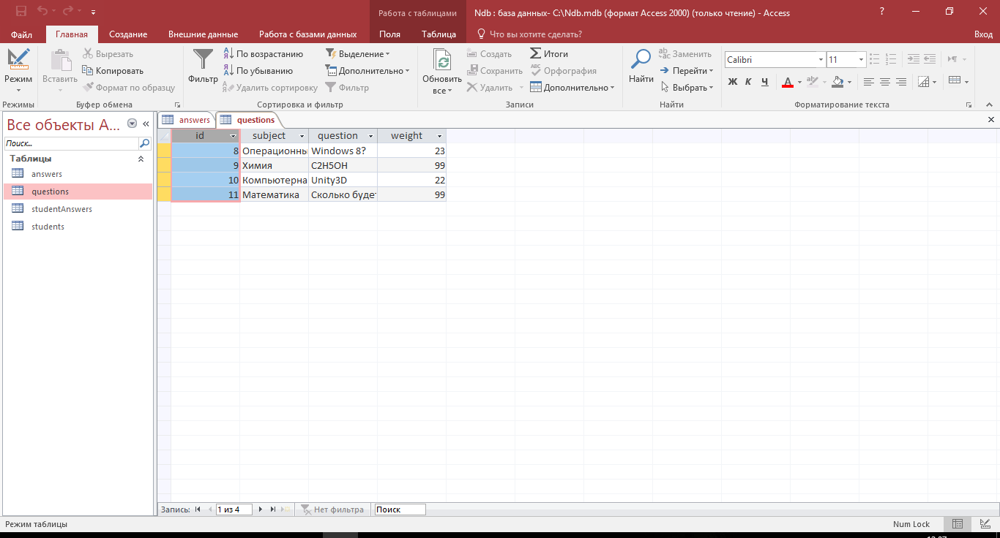 Работа с таблицами
Ndb : база данных- C:\Ndb.mdb (формат Access 2000) (только чтение) - Access
?
Файл Главная Создание Внешние данные Работа с базами данных Поля Таблица Что вы хотите сделать? Вход
Режим
Режимы
Вставить
Вырезать
Копировать
Формат по образцу
Буфер обмена
Фильтр
По возрастанию
По убыванию
Удалить сортировку
Выделение
Дополнительно
Фильтр
Сортировка и фильтр
Обновить
все
Создать
Сохранить
Удалить
Итоги
Орфография
Дополнительно
Записи
Найти
Заменить
Перейти
Выбрать
Найти
Calibri 11
Ж К Ч
Форматирование текста
Все объекты A...
Поиск...
Таблицы
answers
questions
studentAnswers
students
answers questions
id subject question weight
8 Операционны Windows 8? 23
9 Химия C2H5OH 99
10 Компьютерна Unity3D 22
11 Математика Сколько будет 99
Запись: 1 из 4 Нет фильтра Поиск
Режим таблицы
Num Lock